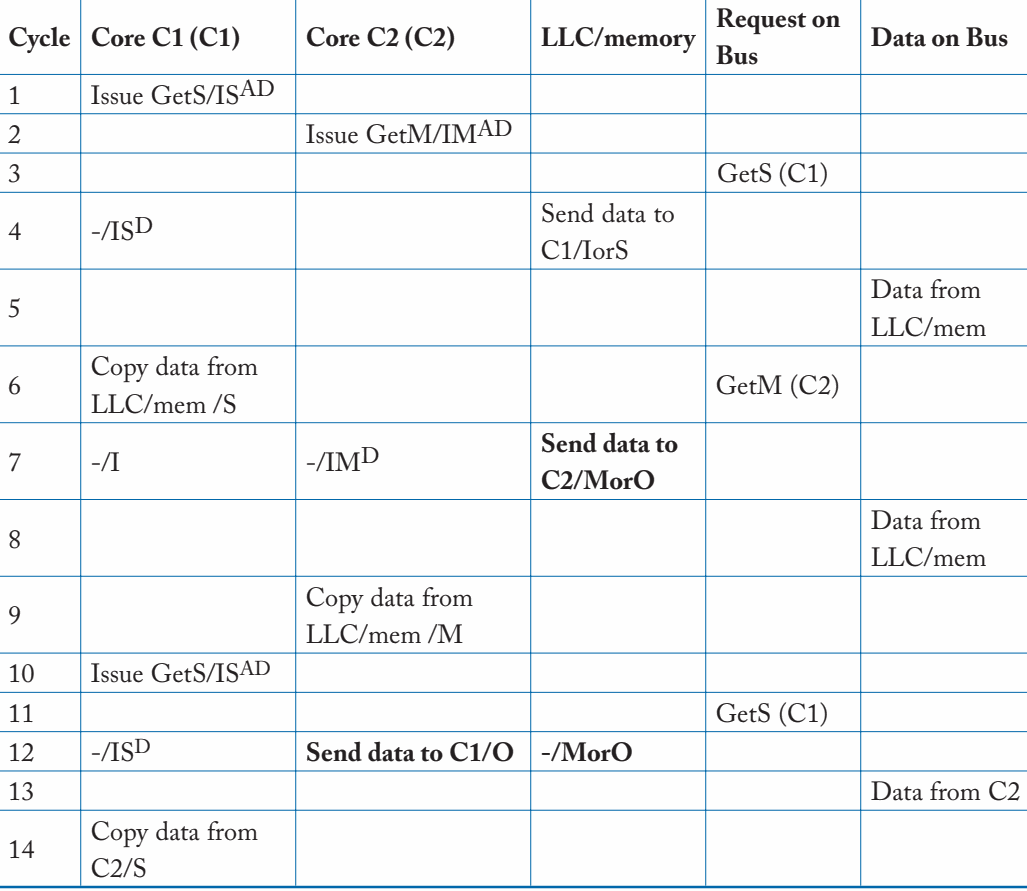 Cycle Core C1 (C1) Core C2 (C2) LLC/memory Request on Bus Data on Bus
1 Issue GetS/IS^AD
2 Issue GetM/IM^AD
3 GetS (C1)
4 -/IS^D Send data to C1/IorS
5 Data from LLC/mem
6 Copy data from LLC/mem /S GetM (C2)
7 -/I -/IM^D Send data to C2/MorO
8 Data from LLC/mem
9 Copy data from LLC/mem /M
10 Issue GetS/IS^AD
11 GetS (C1)
12 -/IS^D Send data to C1/O -/MorO
13 Data from C2
14 Copy data from C2/S